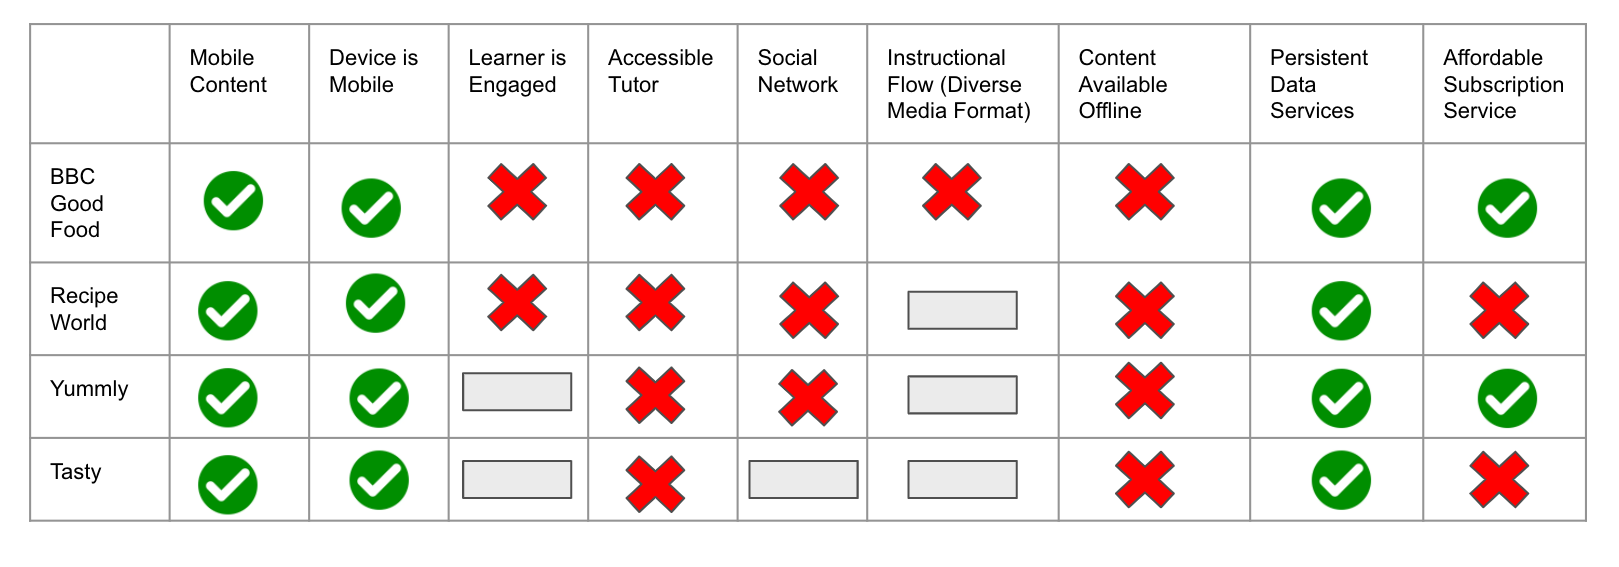 Mobile
Content
Device is
Mobile
Learner is
Engaged
Accessible
Tutor
Social
Network
Instructional
Flow (Diverse
Media Format)
Content
Available
Offline
Persistent
Data
Services
Affordable
Subscription
Service
BBC
Good
Food
Recipe
World
Yummly
Tasty